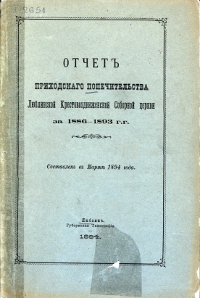 ОТЧЕТЪ
ПРИХОДСКАГО ПОПЕЧИТЕЛЬСТВА
Люблинской Крестовоздвиженской Соборной церкви
за 1886–1893 г.г.
Составленъ въ Мартѣ 1894 года.
Люблинъ.
Губернская Типографія.
1894.